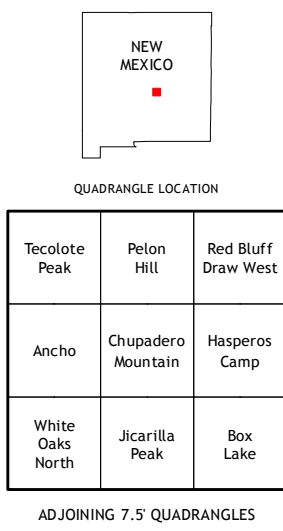 NEW
MEXICO
QUADRANGLE LOCATION
Tecolote
Peak
Pelon
Hill
Red Bluff
Draw West
Ancho
Chupadero
Mountain
Hasperos
Camp
White
Oaks
North
Jicarilla
Peak
Box
Lake
ADJOINING 7.5' QUADRANGLES